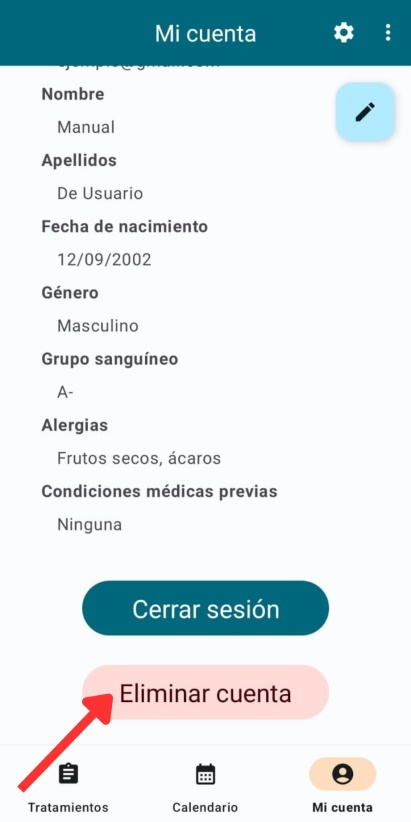 Mi cuenta
Nombre
Manual
Apellidos
De Usuario
Fecha de nacimiento
12/09/2002
Género
Masculino
Grupo sanguíneo
A-
Alergias
Frutos secos, ácaros
Condiciones médicas previas
Ninguna
Cerrar sesión
Eliminar cuenta
Tratamientos
Calendario
Mi cuenta